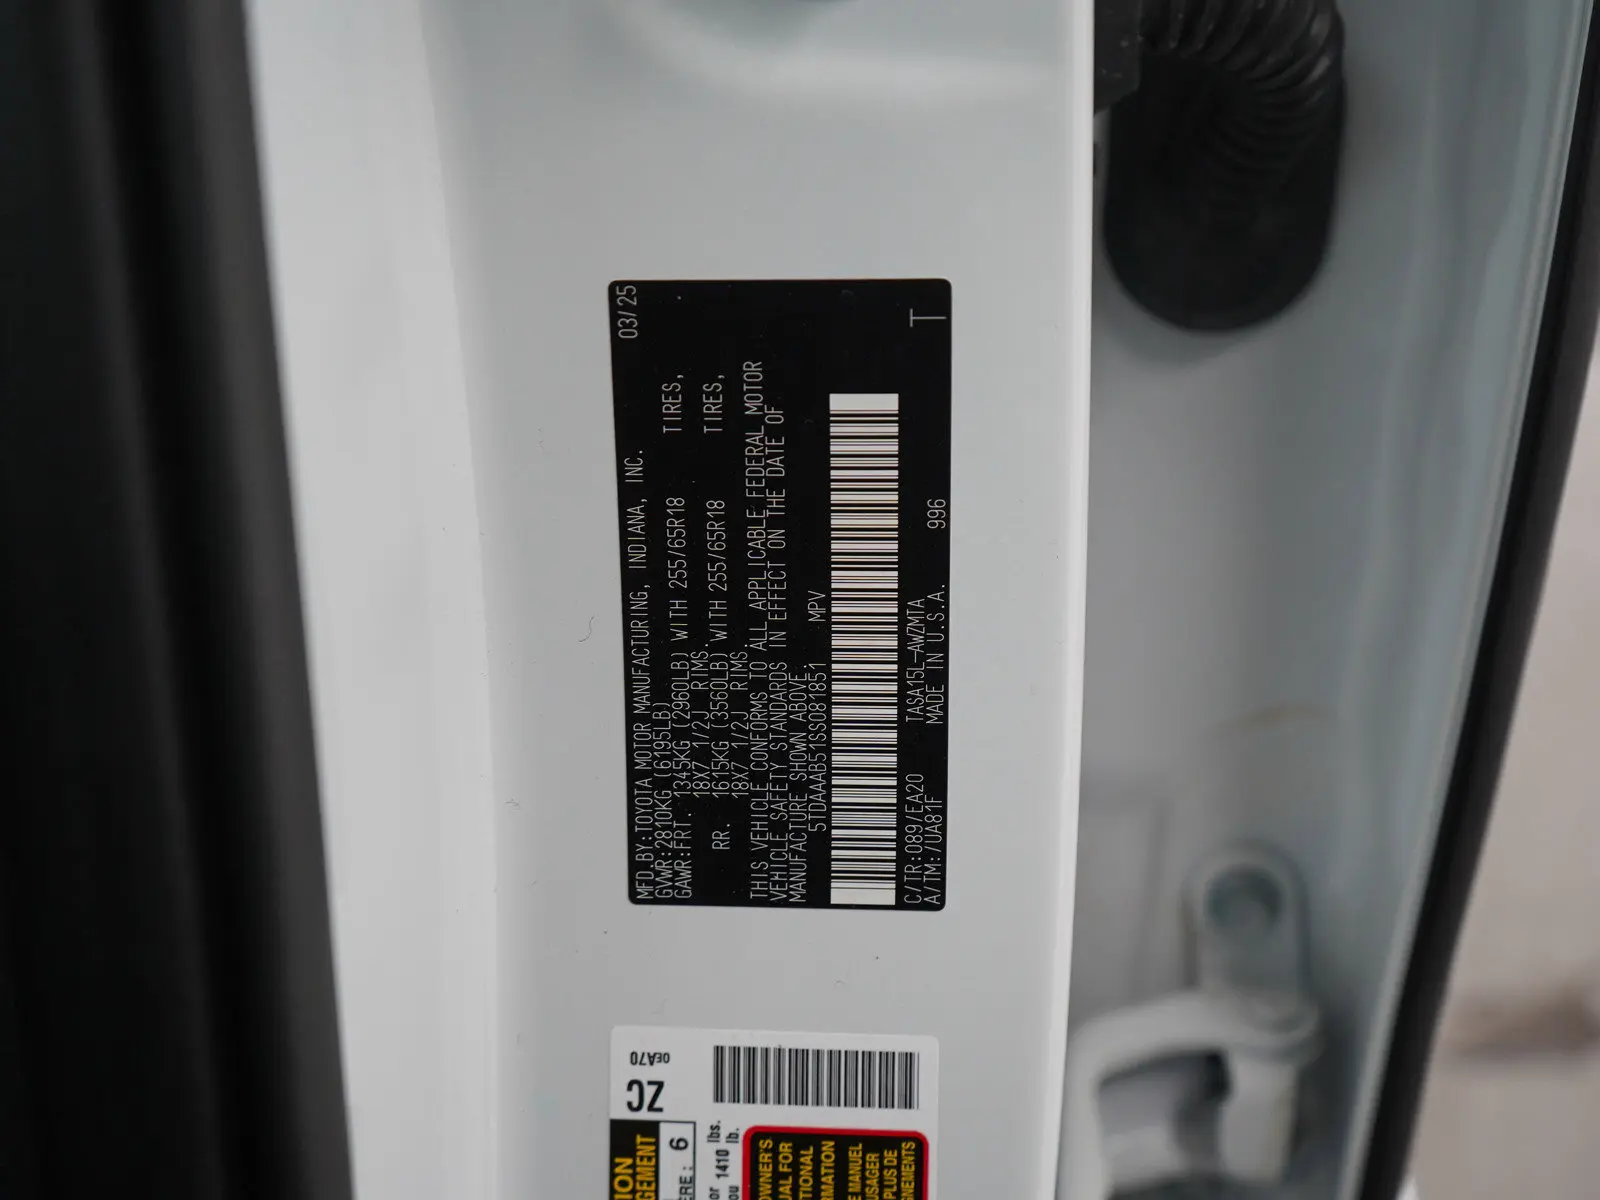 MFD.BY:TOYOTA MOTOR MANUFACTURING, INDIANA, INC. 03/25
GVWR:2810KG (6195LB)
GAWR:FRT. 1345KG (2960LB) WITH 255/65R18 TIRES,
18X7 1/2J RIMS.
RR. 1615KG (3560LB) WITH 255/65R18 TIRES,
18X7 1/2J RIMS.
THIS VEHICLE CONFORMS TO ALL APPLICABLE FEDERAL MOTOR
VEHICLE SAFETY STANDARDS IN EFFECT ON THE DATE OF
MANUFACTURE SHOWN ABOVE.
5TDAAAB51SS081851 MPV
C/TR:089/EA20 TASA15L-AWZMTA T
A/TM:/UA81F MADE IN U.S.A. 996
0EA70
ZC
6
1410 lbs.
lb.